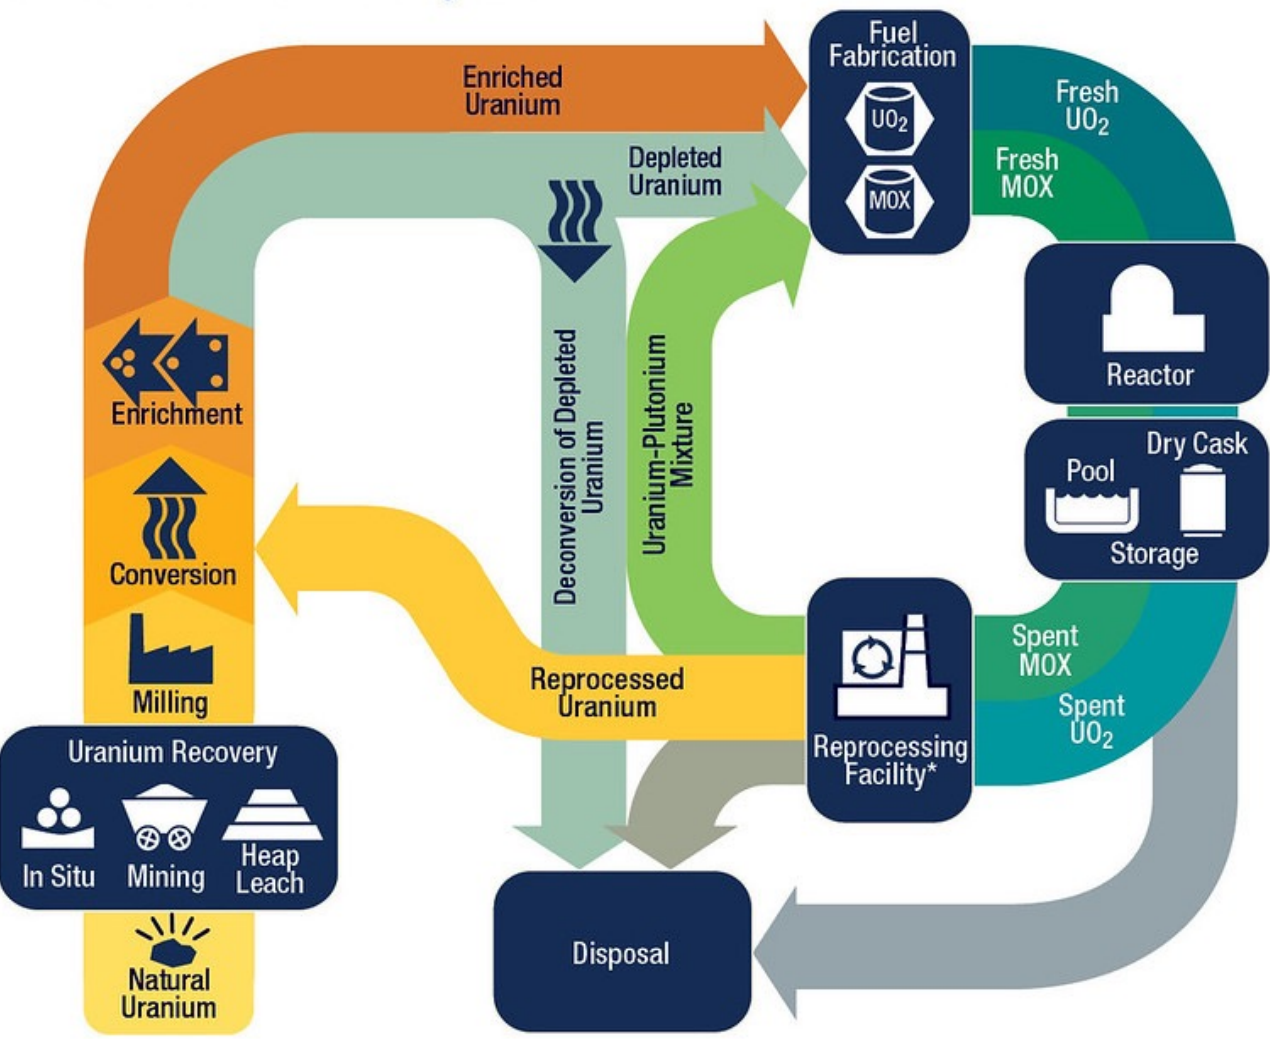 Fuel
Fabrication
UO2
MOX
Enriched
Uranium
Depleted
Uranium
Fresh
UO2
Fresh
MOX
Reactor
Dry Cask
Pool
Storage
Enrichment
Conversion
Milling
Deconversion of Depleted
Uranium
Uranium-Plutonium
Mixture
Reprocessed
Uranium
Spent
MOX
Spent
UO2
Reprocessing
Facility*
Uranium Recovery
In Situ
Mining
Heap
Leach
Natural
Uranium
Disposal